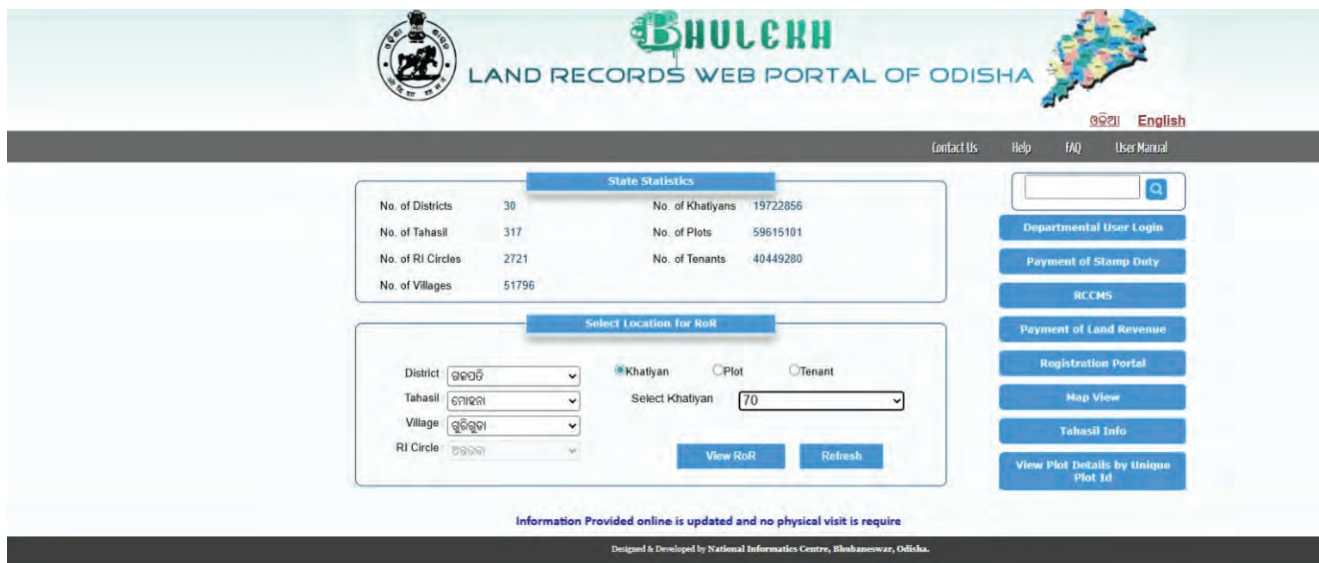 BHULEKH
LAND RECORDS WEB PORTAL OF ODISHA
ଓଡ଼ିଆ English
Contact Us Help FAQ User Manual
State Statistics
No. of Districts 30 No. of Khatiyans 19722856
No. of Tahasil 317 No. of Plots 59615101
No. of RI Circles 2721 No. of Tenants 40449280
No. of Villages 51796
Select Location for RoR
District ଗଜପତି Khatiyan Plot Tenant
Tahasil ମୋହନା Select Khatiyan 70
Village ଗୁରିଗୁଡା
RI Circle
View RoR Refresh
Departmental User Login
Payment of Stamp Duty
RCCMS
Payment of Land Revenue
Registration Portal
Map View
Tahasil Info
View Plot Details by Unique
Plot Id
Information Provided online is updated and no physical visit is require
Designed & Developed by National Informatics Centre, Bhubaneswar, Odisha.